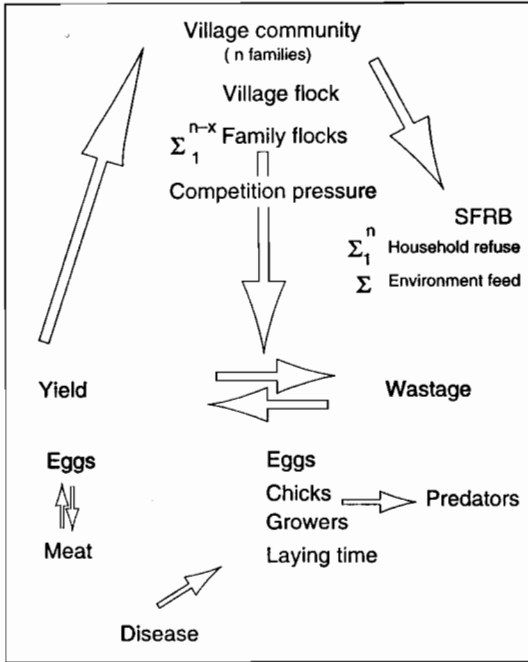 Village community
( n families)
Village flock
Σ₁ⁿ⁻ˣ Family flocks
Competition pressure
SFRB
Σ₁ⁿ Household refuse
Σ Environment feed
Yield
Wastage
Eggs
Meat
Eggs
Chicks
Growers
Laying time
Predators
Disease